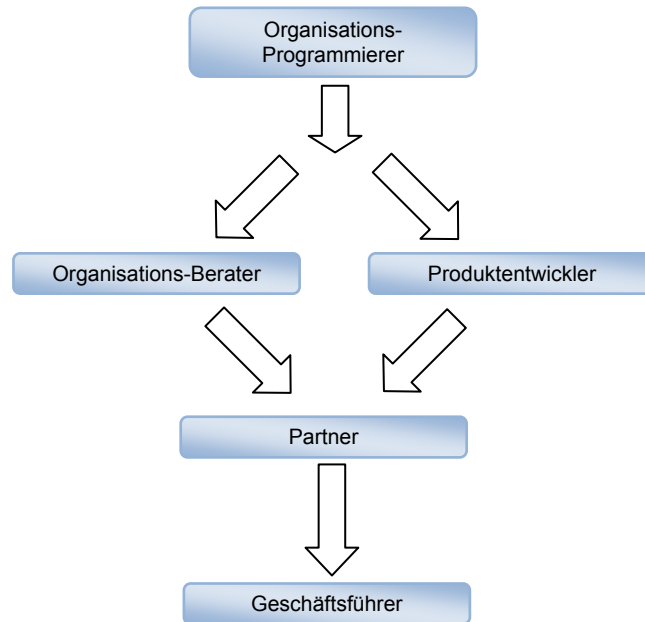 Organisations-
Programmierer
Organisations-Berater
Produktentwickler
Partner
Geschäftsführer